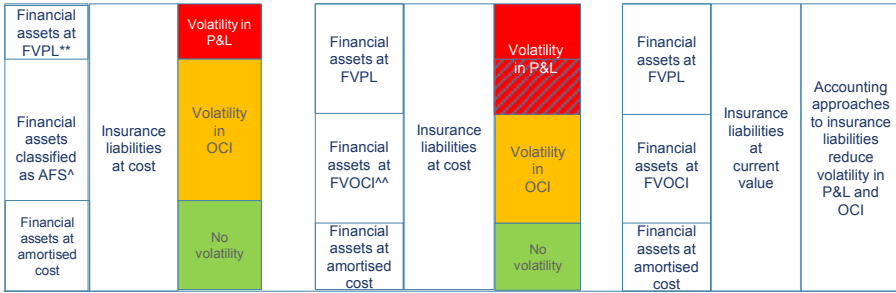 Financial
assets at
FVPL**
Financial
assets
classified
as AFS^
Financial
assets at
amortised
cost
Insurance
liabilities
at cost
Volatility in
P&L
Volatility
in
OCI
No
volatility
Financial
assets at
FVPL
Financial
assets at
FVOCI^^
Financial
assets at
amortised
cost
Insurance
liabilities
at cost
Volatility
in P&L
Volatility
in
OCI
No
volatility
Financial
assets at
FVPL
Financial
assets at
FVOCI
Financial
assets at
amortised
cost
Insurance
liabilities
at
current
value
Accounting
approaches
to insurance
liabilities
reduce
volatility in
P&L and
OCI